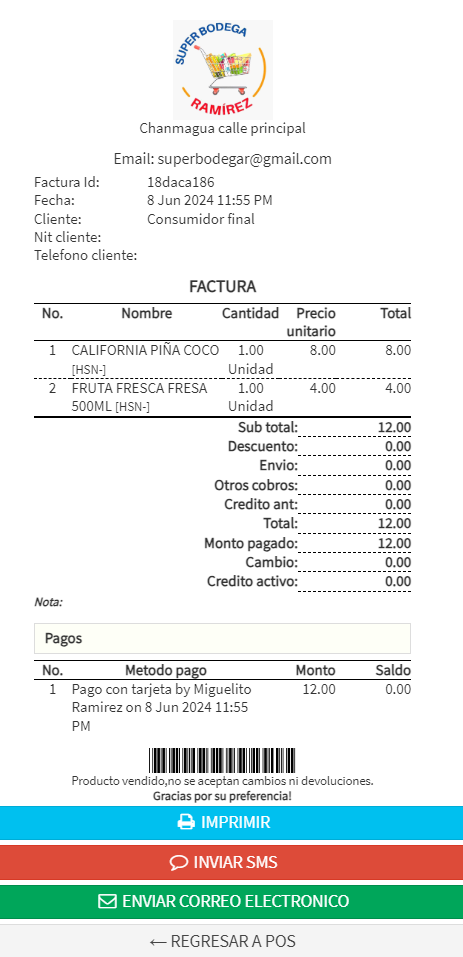 SUPER BODEGA
RAMÍREZ
Chanmagua calle principal
Email: superbodegar@gmail.com
Factura Id: 18daca186
Fecha: 8 Jun 2024 11:55 PM
Cliente: Consumidor final
Nit cliente:
Telefono cliente:
FACTURA
No. Nombre Cantidad Precio unitario Total
1 CALIFORNIA PIÑA COCO 1.00 8.00 8.00
[HSN-] Unidad
2 FRUTA FRESCA FRESA 1.00 4.00 4.00
500ML [HSN-] Unidad
Sub total: 12.00
Descuento: 0.00
Envio: 0.00
Otros cobros: 0.00
Credito ant: 0.00
Total: 12.00
Monto pagado: 12.00
Cambio: 0.00
Credito activo: 0.00
Nota:
Pagos
No. Metodo pago Monto Saldo
1 Pago con tarjeta by Miguelito 12.00 0.00
Ramirez on 8 Jun 2024 11:55
PM
Producto vendido,no se aceptan cambios ni devoluciones.
Gracias por su preferencia!
IMPRIMIR
INVIAR SMS
ENVIAR CORREO ELECTRONICO
← REGRESAR A POS